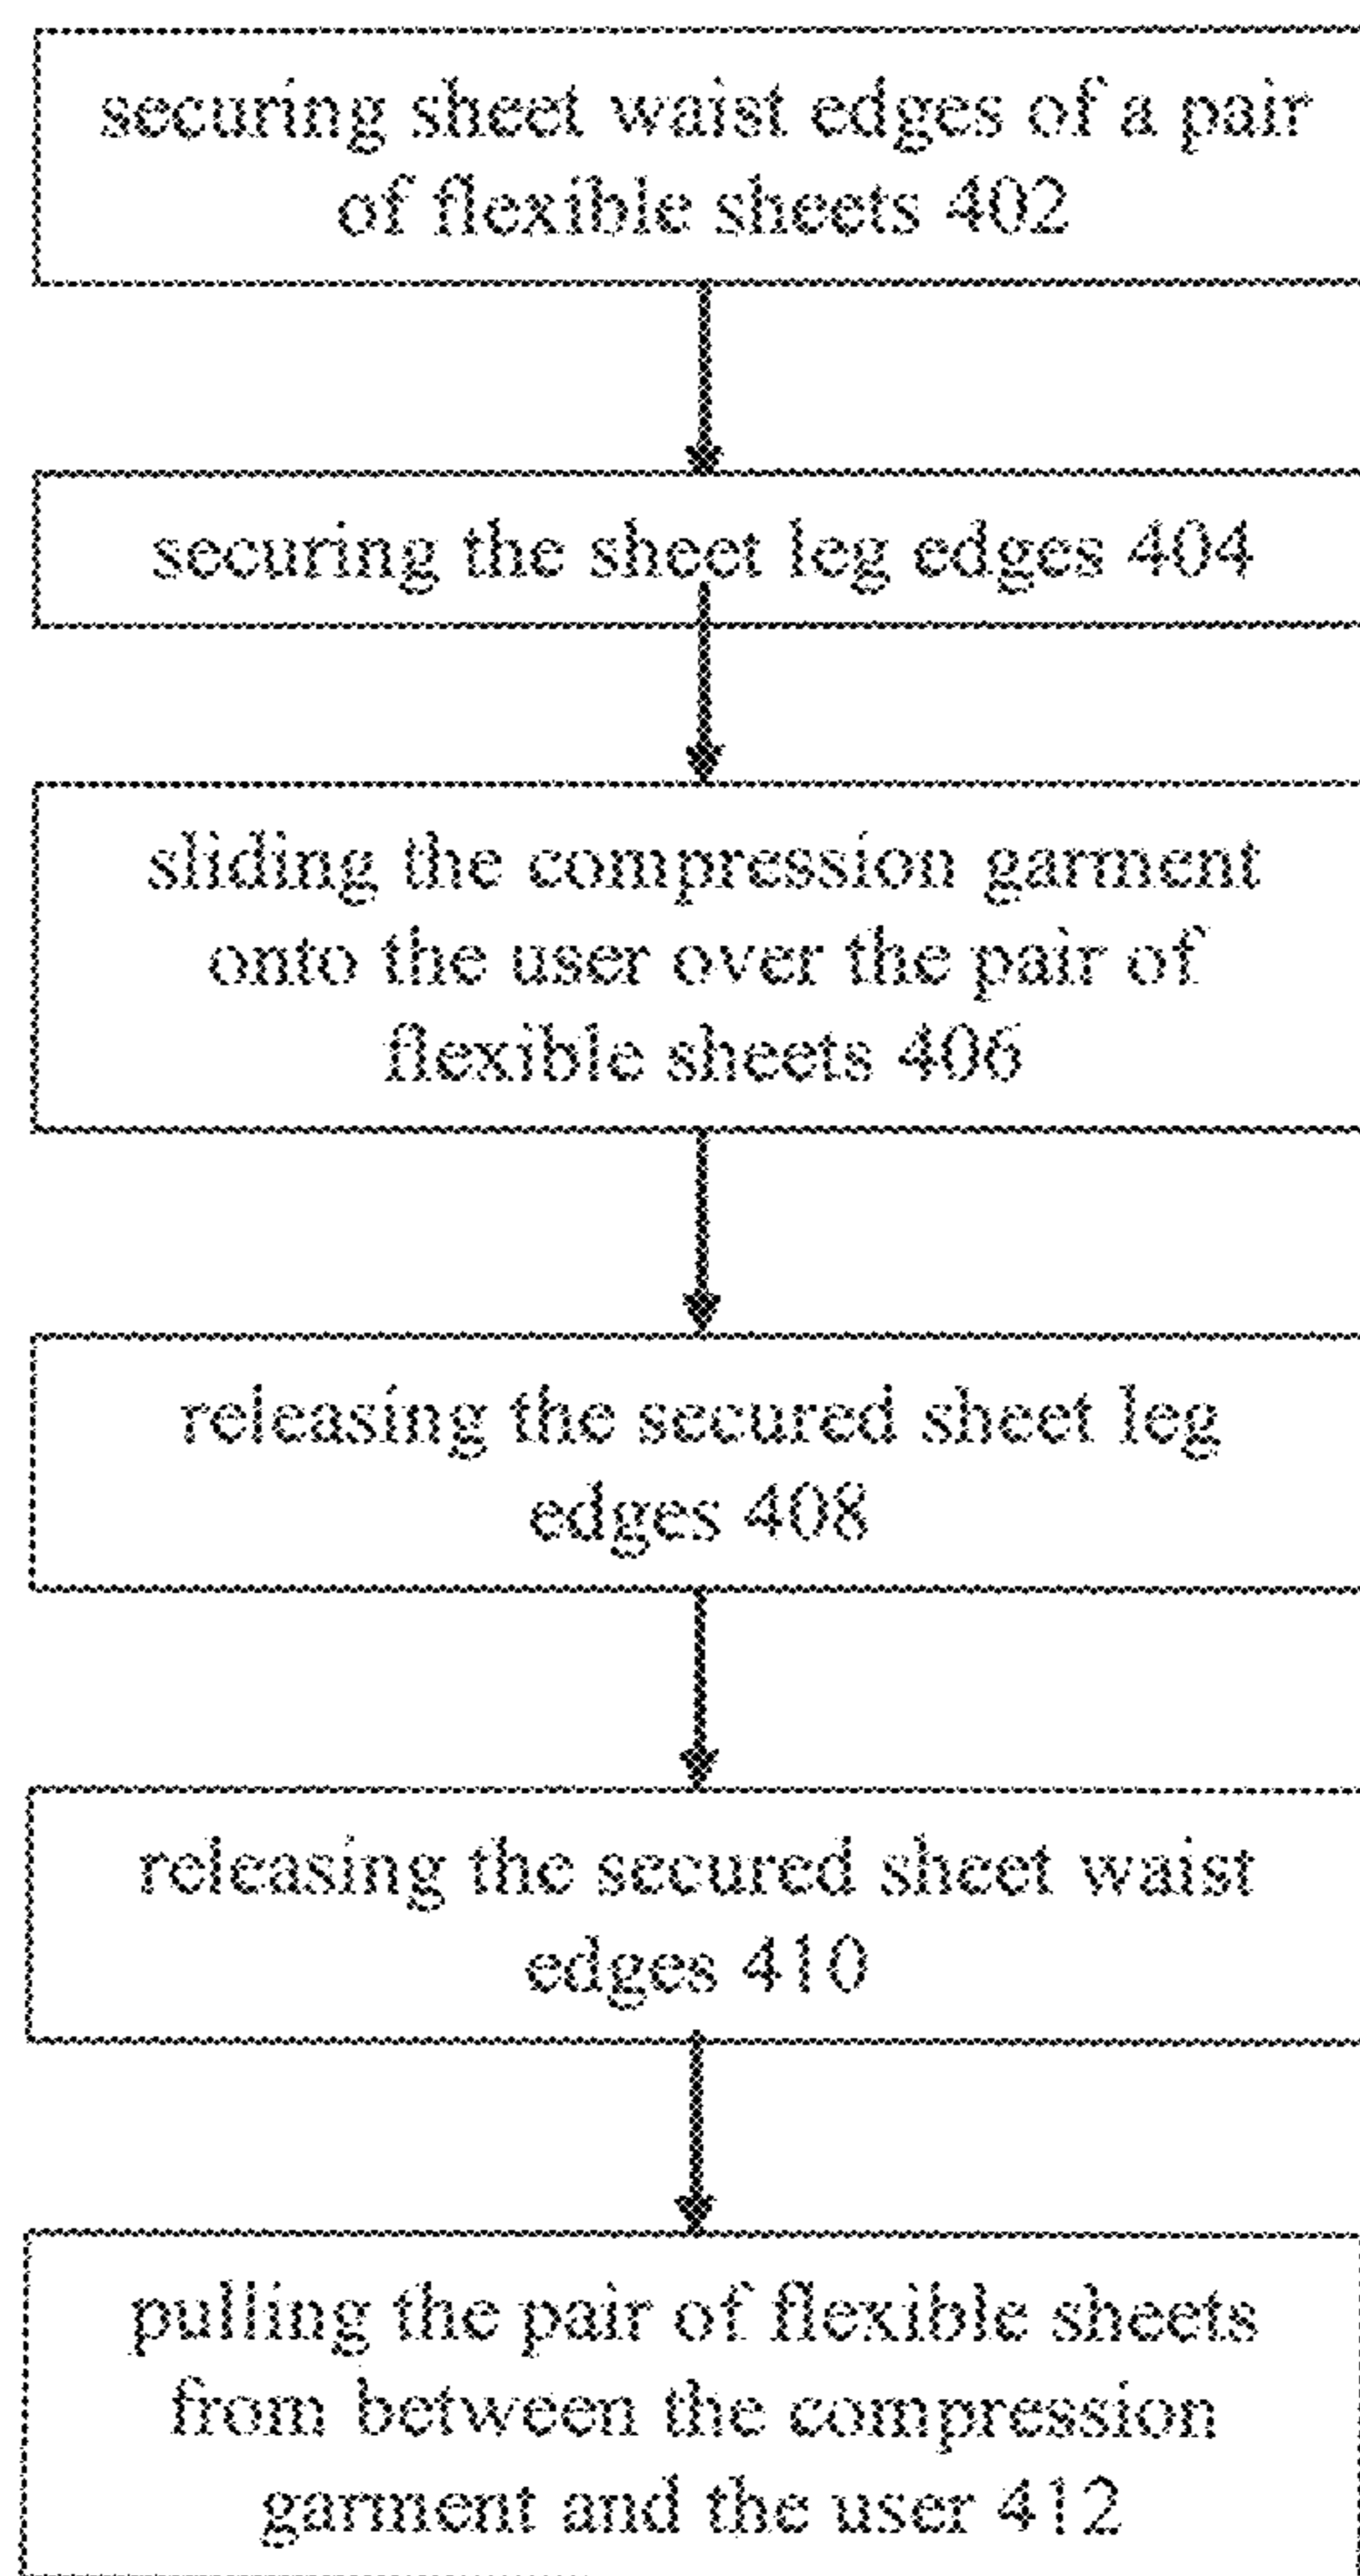 securing sheet waist edges of a pair
of flexible sheets 402
securing the sheet leg edges 404
sliding the compression garment
onto the user over the pair of
flexible sheets 406
releasing the secured sheet leg
edges 408
releasing the secured sheet waist
edges 410
pulling the pair of flexible sheets
from between the compression
garment and the user 412